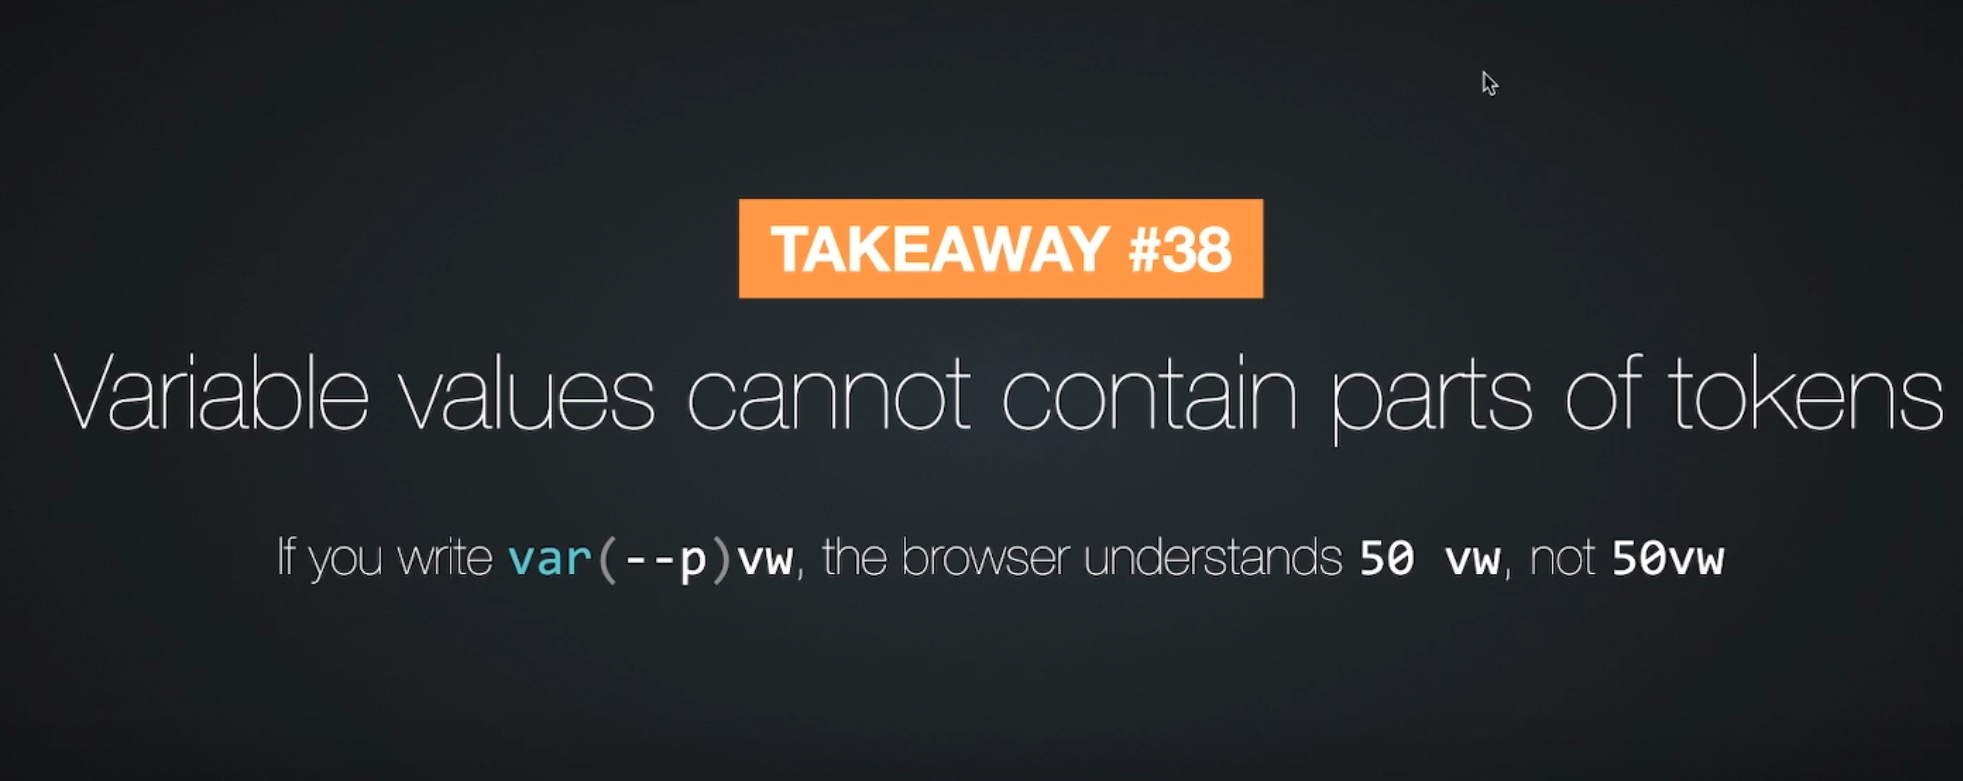 TAKEAWAY #38
Variable values cannot contain parts of tokens
If you write var(--p)vw, the browser understands 50 vw, not 50vw